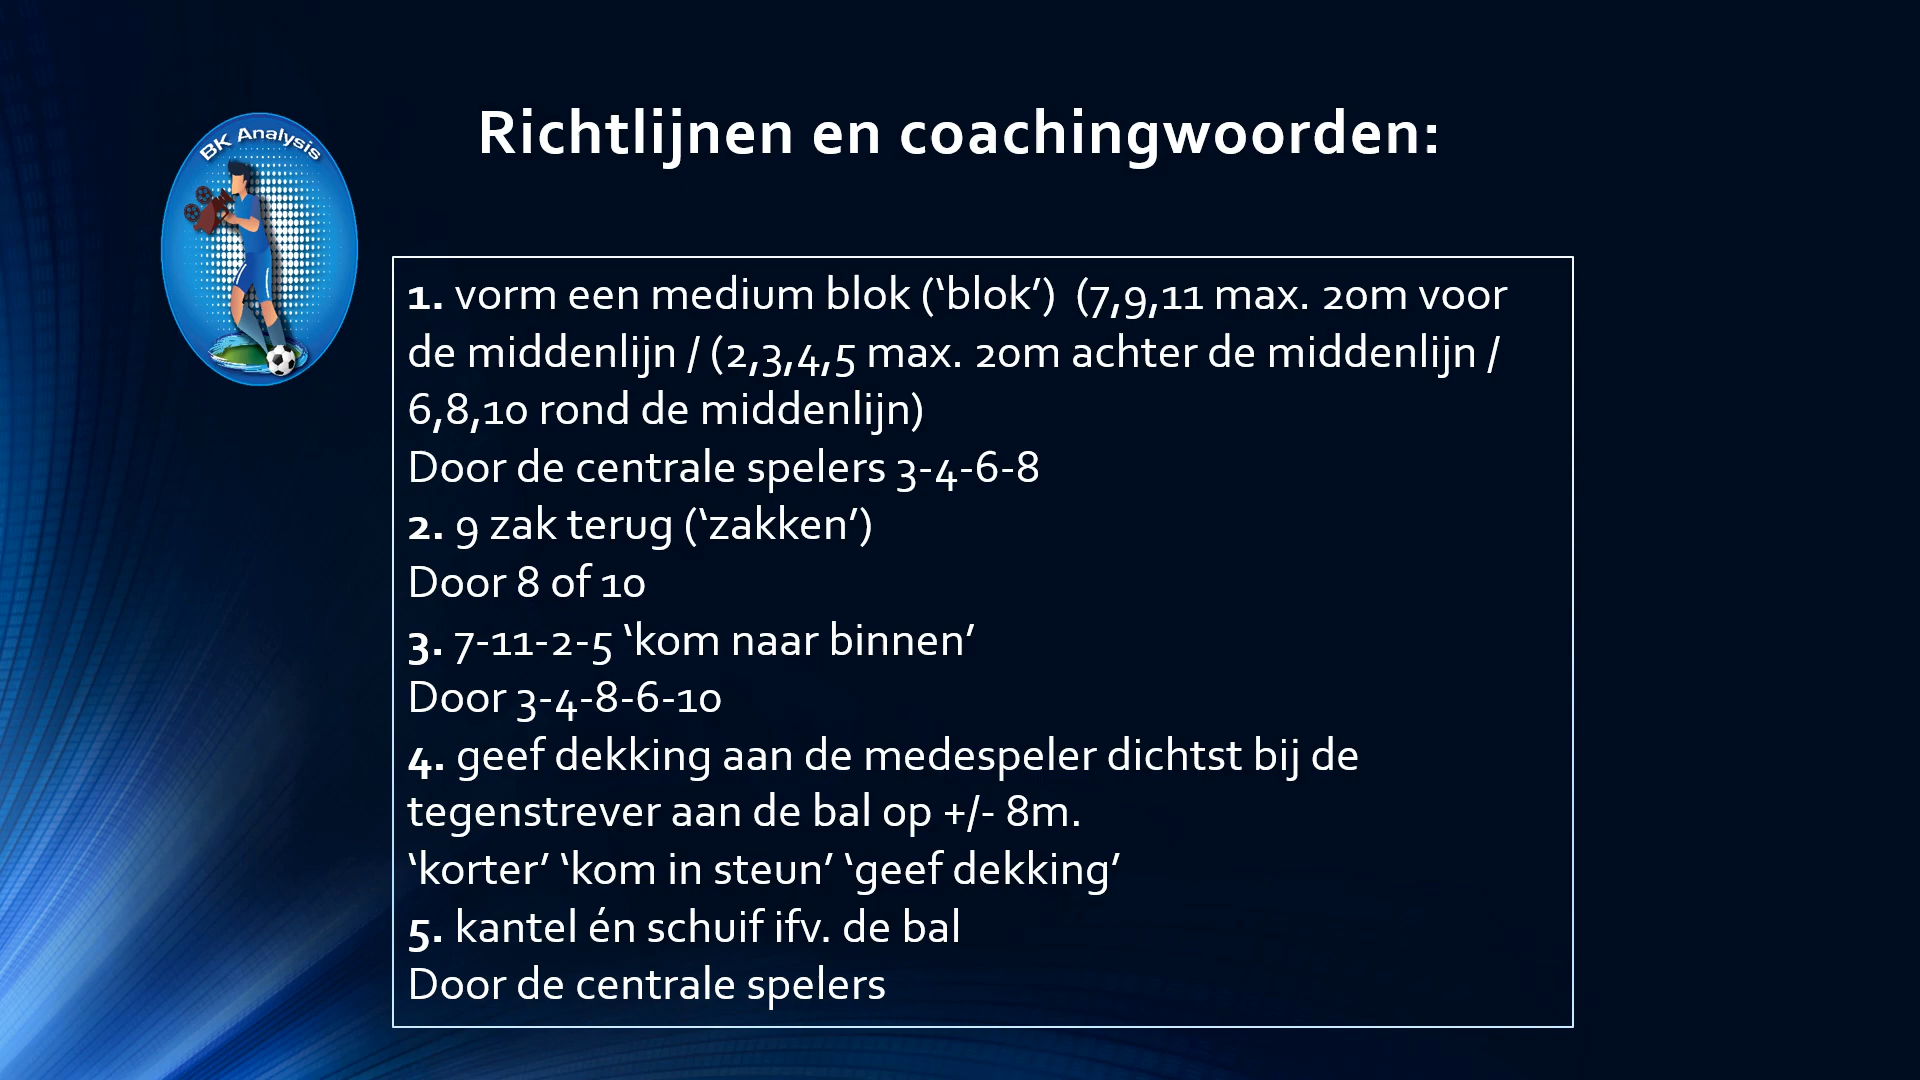 BK Analysis
Richtlijnen en coachingwoorden:
1. vorm een medium blok (‘blok’)  (7,9,11 max. 20m voor
de middenlijn / (2,3,4,5 max. 20m achter de middenlijn /
6,8,10 rond de middenlijn)
Door de centrale spelers 3-4-6-8
2. 9 zak terug (‘zakken’)
Door 8 of 10
3. 7-11-2-5 ‘kom naar binnen’
Door 3-4-8-6-10
4. geef dekking aan de medespeler dichtst bij de
tegenstrever aan de bal op +/- 8m.
‘korter’ ‘kom in steun’ ‘geef dekking’
5. kantel én schuif ifv. de bal
Door de centrale spelers